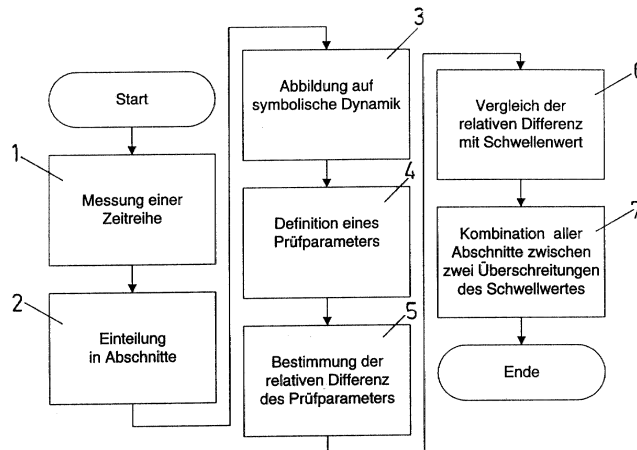 Start
1
Messung einer
Zeitreihe
2
Einteilung
in Abschnitte
3
Abbildung auf
symbolische Dynamik
4
Definition eines
Prüfparameters
5
Bestimmung der
relativen Differenz
des Prüfparameters
6
Vergleich der
relativen Differenz
mit Schwellenwert
7
Kombination aller
Abschnitte zwischen
zwei Überschreitungen
des Schwellwertes
Ende